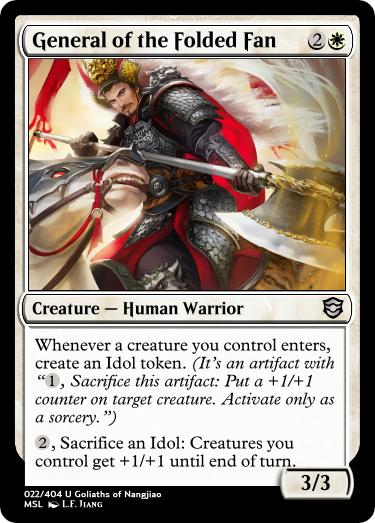 General of the Folded Fan 2
Creature — Human Warrior
Whenever a creature you control enters,
create an Idol token. (It's an artifact with
“1, Sacrifice this artifact: Put a +1/+1
counter on target creature. Activate only as
a sorcery.”)
2, Sacrifice an Idol: Creatures you
control get +1/+1 until end of turn.
3/3
022/404 U Goliaths of Nangjiao
MSL L.F. Jiang